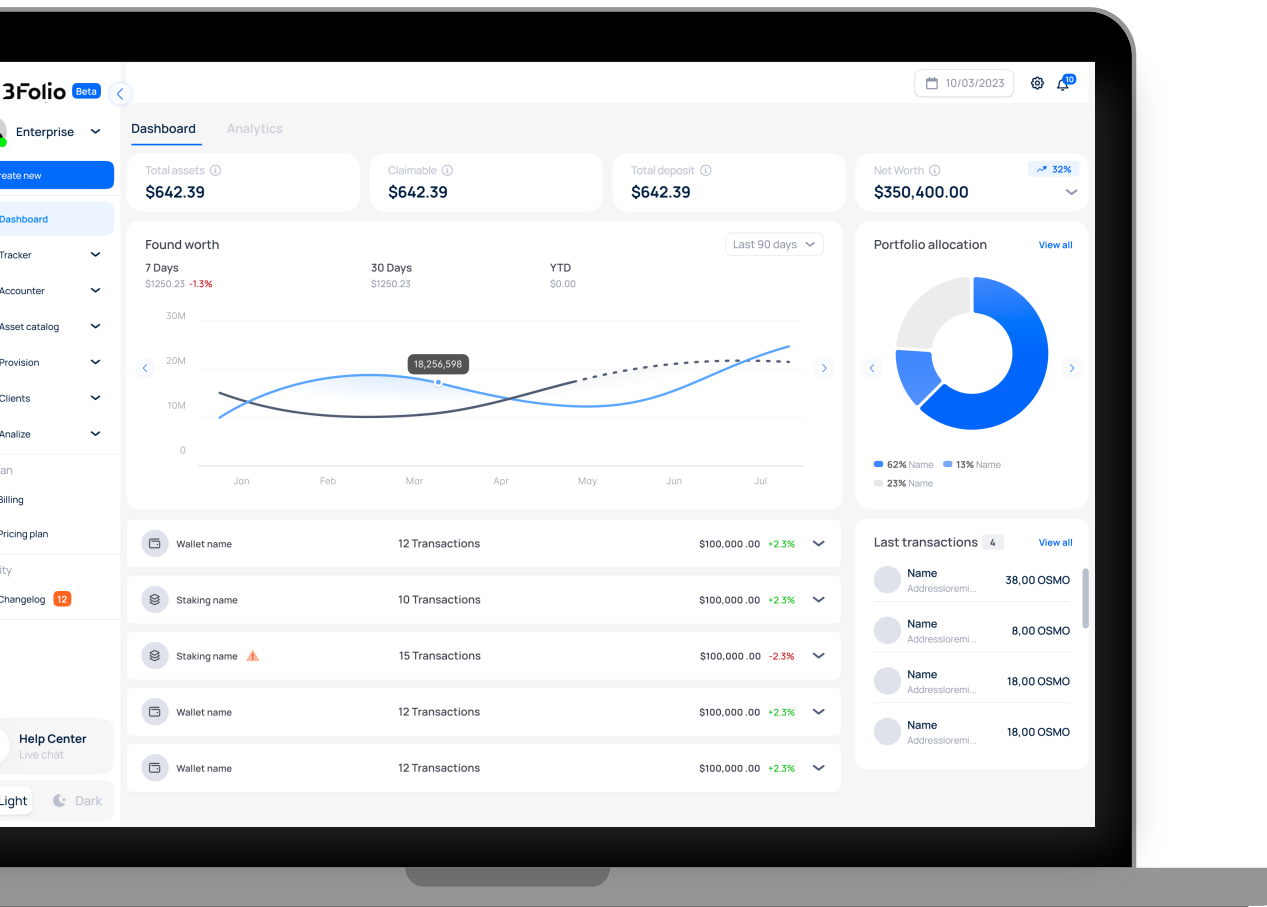 3Folio Beta
10/03/2023
10
Enterprise
Dashboard Analytics
reate new
Total assets
$642.39
Claimable
$642.39
Total deposit
$642.39
Net Worth 32%
$350,400.00
Dashboard
Tracker
Accounter
Asset catalog
Provision
Clients
Analize
an
Billing
Pricing plan
ity
Changelog 12
Help Center
Live chat
Light Dark
Found worth Last 90 days
7 Days 30 Days YTD
$1250.23 -1.3% $1250.23 $0.00
30M
20M
10M
0
18,256,598
Jan Feb Mar Apr May Jun Jul
Portfolio allocation View all
62% Name 13% Name
23% Name
Wallet name 12 Transactions $100,000 .00 +2.3%
Staking name 10 Transactions $100,000 .00 +2.3%
Staking name 15 Transactions $100,000 .00 -2.3%
Wallet name 12 Transactions $100,000 .00 +2.3%
Wallet name 12 Transactions $100,000 .00 +2.3%
Last transactions 4 View all
Name 38,00 OSMO
Addressloremi...
Name 8,00 OSMO
Addressloremi...
Name 18,00 OSMO
Addressloremi...
Name 18,00 OSMO
Addressloremi...